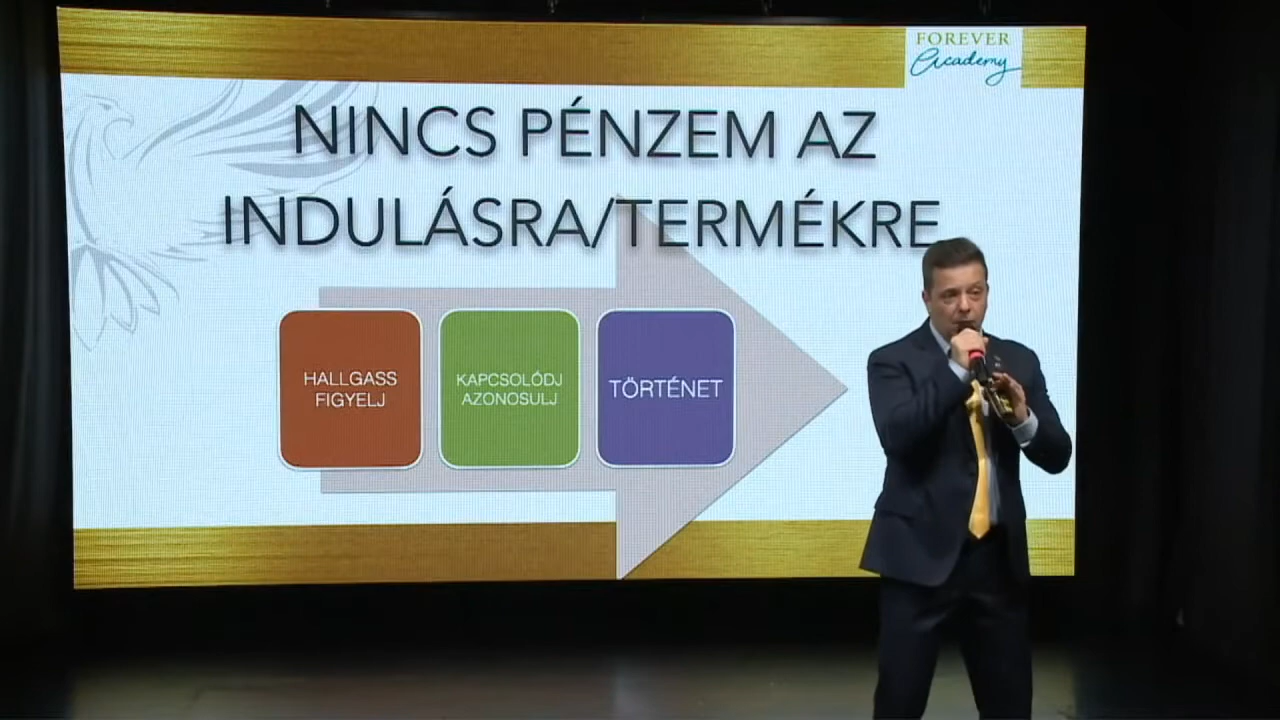 FOREVER
Academy
NINCS PÉNZEM AZ
INDULÁSRA/TERMÉKRE
HALLGASS
FIGYELJ
KAPCSOLÓDJ
AZONOSULJ
TÖRTÉNET